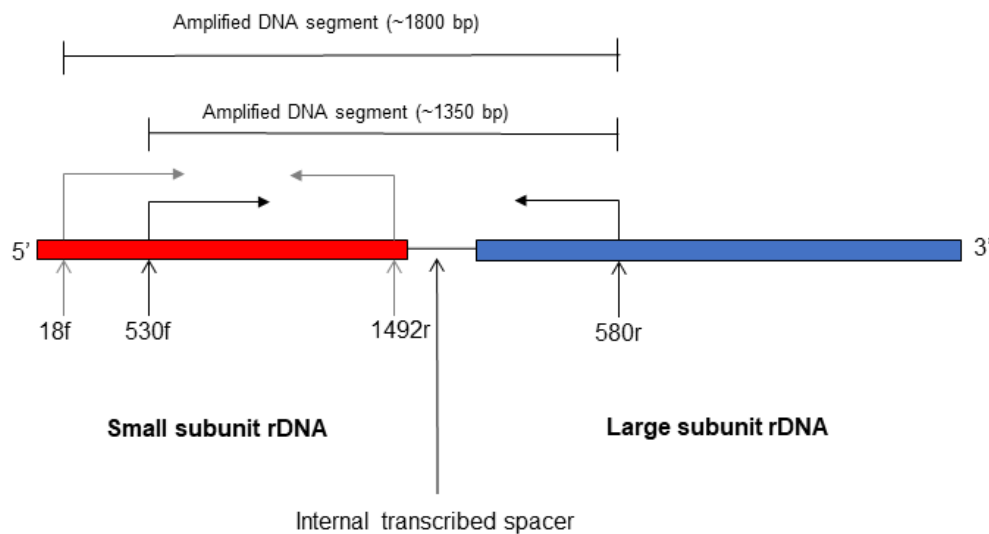 Amplified DNA segment (~1800 bp)
Amplified DNA segment (~1350 bp)
5’ 3’
18f 530f 1492r 580r
Small subunit rDNA Large subunit rDNA
Internal transcribed spacer